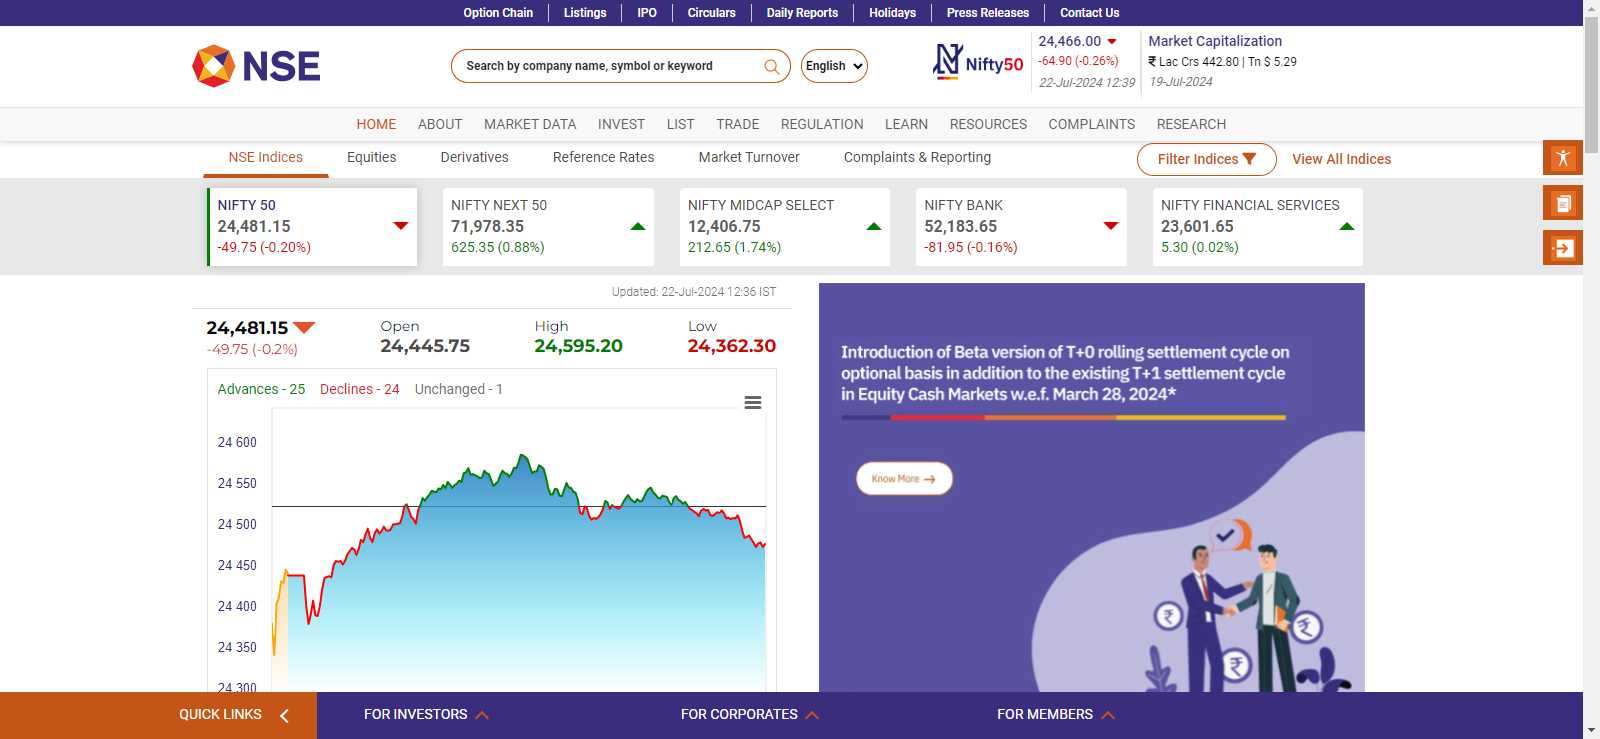 Option Chain
Listings
IPO
Circulars
Daily Reports
Holidays
Press Releases
Contact Us
NSE
Search by company name, symbol or keyword
English
Nifty50
24,466.00
-64.90 (-0.26%)
22-Jul-2024 12:39
Market Capitalization
₹ Lac Crs 442.80 | Tn $ 5.29
19-Jul-2024
HOME
ABOUT
MARKET DATA
INVEST
LIST
TRADE
REGULATION
LEARN
RESOURCES
COMPLAINTS
RESEARCH
NSE Indices
Equities
Derivatives
Reference Rates
Market Turnover
Complaints & Reporting
Filter Indices
View All Indices
NIFTY 50
24,481.15
-49.75 (-0.20%)
NIFTY NEXT 50
71,978.35
625.35 (0.88%)
NIFTY MIDCAP SELECT
12,406.75
212.65 (1.74%)
NIFTY BANK
52,183.65
-81.95 (-0.16%)
NIFTY FINANCIAL SERVICES
23,601.65
5.30 (0.02%)
Updated: 22-Jul-2024 12:36 IST
24,481.15
-49.75 (-0.2%)
Open
24,445.75
High
24,595.20
Low
24,362.30
Advances - 25
Declines - 24
Unchanged - 1
24 600
24 550
24 500
24 450
24 400
24 350
24 300
Introduction of Beta version of T+0 rolling settlement cycle on
optional basis in addition to the existing T+1 settlement cycle
in Equity Cash Markets w.e.f. March 28, 2024*
Know More
₹
₹
₹
QUICK LINKS
FOR INVESTORS
FOR CORPORATES
FOR MEMBERS